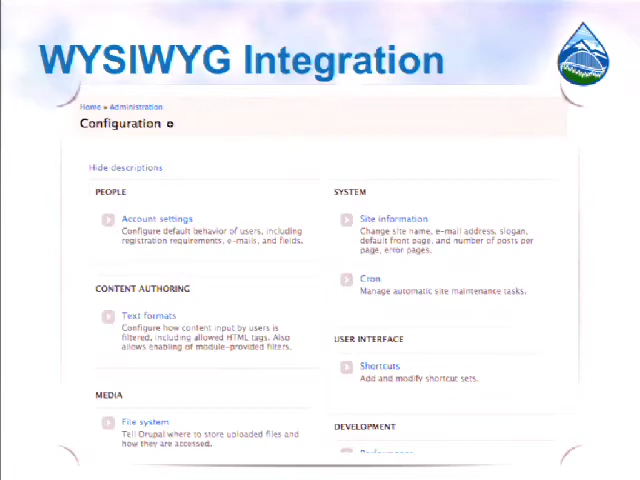 WYSIWYG Integration
Home » Administration
Configuration
Hide descriptions
PEOPLE
Account settings
Configure default behavior of users, including
registration requirements, e-mails, and fields.
CONTENT AUTHORING
Text formats
Configure how content input by users is
filtered, including allowed HTML tags. Also
allows enabling of module-provided filters.
MEDIA
File system
Tell Drupal where to store uploaded files and
how they are accessed.
SYSTEM
Site information
Change site name, e-mail address, slogan,
default front page, and number of posts per
page, error pages.
Cron
Manage automatic site maintenance tasks.
USER INTERFACE
Shortcuts
Add and modify shortcut sets.
DEVELOPMENT
Performance